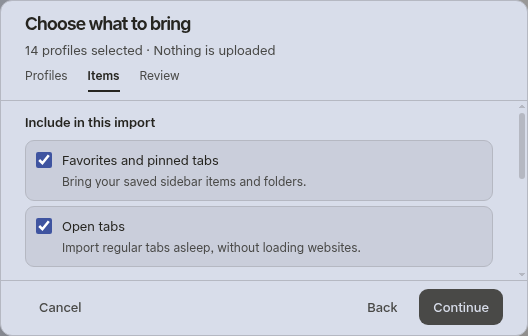 Choose what to bring
14 profiles selected · Nothing is uploaded
Profiles Items Review
Include in this import
Favorites and pinned tabs
Bring your saved sidebar items and folders.
Open tabs
Import regular tabs asleep, without loading websites.
Cancel Back Continue